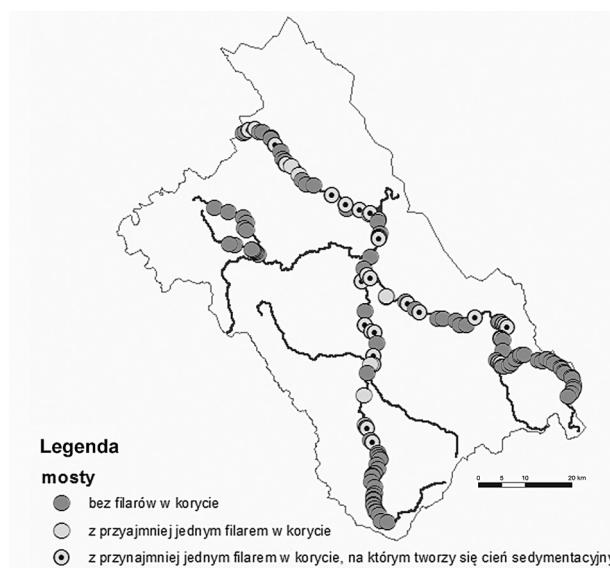 Legenda
mosty
0 5 10 20 km
bez filarów w korycie
z przyajmniej jednym filarem w korycie
z przynajmniej jednym filarem w korycie, na którym tworzy się cień sedymentacyjny